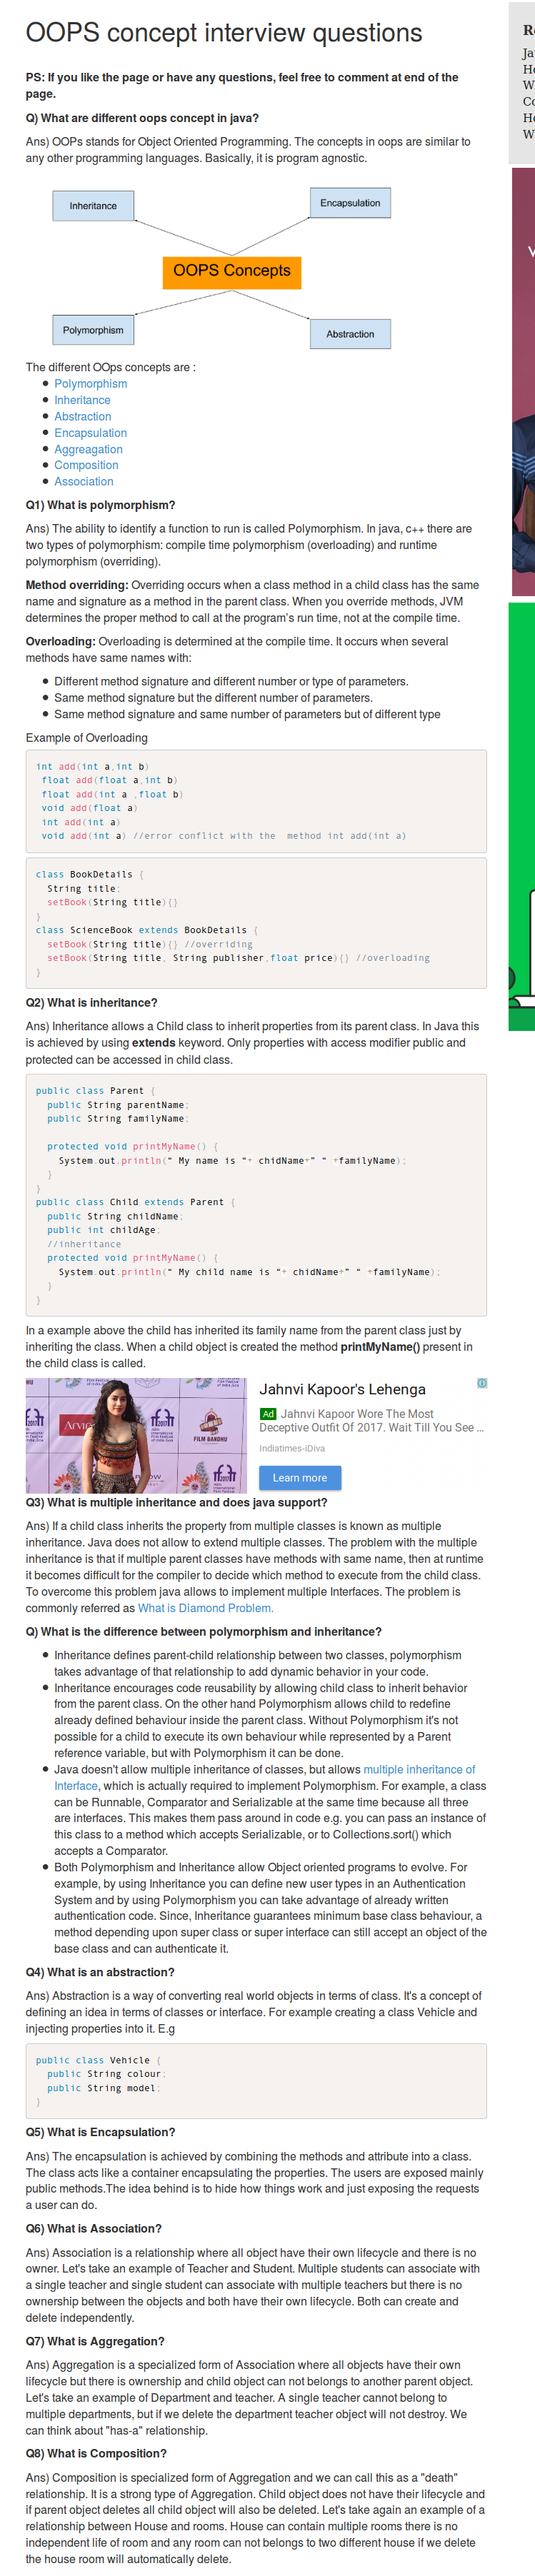 OOPS concept interview questions
PS: If you like the page or have any questions, feel free to comment at end of the
page.
Q) What are different oops concept in java?
Ans) OOPs stands for Object Oriented Programming. The concepts in oops are similar to
any other programming languages. Basically, it is program agnostic.
Inheritance
Encapsulation
OOPS Concepts
Polymorphism
Abstraction
The different OOps concepts are :
Polymorphism
Inheritance
Abstraction
Encapsulation
Aggreagation
Composition
Association
Q1) What is polymorphism?
Ans) The ability to identify a function to run is called Polymorphism. In java, c++ there are
two types of polymorphism: compile time polymorphism (overloading) and runtime
polymorphism (overriding).
Method overriding: Overriding occurs when a class method in a child class has the same
name and signature as a method in the parent class. When you override methods, JVM
determines the proper method to call at the program's run time, not at the compile time.
Overloading: Overloading is determined at the compile time. It occurs when several
methods have same names with:
Different method signature and different number or type of parameters.
Same method signature but the different number of parameters.
Same method signature and same number of parameters but of different type
Example of Overloading
int add(int a,int b)
float add(float a,int b)
float add(int a ,float b)
void add(float a)
int add(int a)
void add(int a) //error conflict with the  method int add(int a)
class BookDetails {
String title;
setBook(String title){}
}
class ScienceBook extends BookDetails {
setBook(String title){} //overriding
setBook(String title, String publisher,float price){} //overloading
}
Q2) What is inheritance?
Ans) Inheritance allows a Child class to inherit properties from its parent class. In Java this
is achieved by using extends keyword. Only properties with access modifier public and
protected can be accessed in child class.
public class Parent {
public String parentName;
public String familyName;
protected void printMyName() {
System.out.println(“ My name is “+ chidName+” “ +familyName);
}
}
public class Child extends Parent {
public String childName;
public int childAge;
//inheritance
protected void printMyName() {
System.out.println(“ My child name is “+ chidName+” “ +familyName);
}
}
In a example above the child has inherited its family name from the parent class just by
inheriting the class. When a child object is created the method printMyName() present in
the child class is called.
Jahnvi Kapoor's Lehenga
Ad Jahnvi Kapoor Wore The Most
Deceptive Outfit Of 2017. Wait Till You See ...
Indiatimes-iDiva
Learn more
FILM BANDHU
Q3) What is multiple inheritance and does java support?
Ans) If a child class inherits the property from multiple classes is known as multiple
inheritance. Java does not allow to extend multiple classes. The problem with the multiple
inheritance is that if multiple parent classes have methods with same name, then at runtime
it becomes difficult for the compiler to decide which method to execute from the child class.
To overcome this problem java allows to implement multiple Interfaces. The problem is
commonly referred as What is Diamond Problem.
Q) What is the difference between polymorphism and inheritance?
Inheritance defines parent-child relationship between two classes, polymorphism
takes advantage of that relationship to add dynamic behavior in your code.
Inheritance encourages code reusability by allowing child class to inherit behavior
from the parent class. On the other hand Polymorphism allows child to redefine
already defined behaviour inside the parent class. Without Polymorphism it's not
possible for a child to execute its own behaviour while represented by a Parent
reference variable, but with Polymorphism it can be done.
Java doesn't allow multiple inheritance of classes, but allows multiple inheritance of
Interface, which is actually required to implement Polymorphism. For example, a class
can be Runnable, Comparator and Serializable at the same time because all three
are interfaces. This makes them pass around in code e.g. you can pass an instance of
this class to a method which accepts Serializable, or to Collections.sort() which
accepts a Comparator.
Both Polymorphism and Inheritance allow Object oriented programs to evolve. For
example, by using Inheritance you can define new user types in an Authentication
System and by using Polymorphism you can take advantage of already written
authentication code. Since, Inheritance guarantees minimum base class behaviour, a
method depending upon super class or super interface can still accept an object of the
base class and can authenticate it.
Q4) What is an abstraction?
Ans) Abstraction is a way of converting real world objects in terms of class. It's a concept of
defining an idea in terms of classes or interface. For example creating a class Vehicle and
injecting properties into it. E.g
public class Vehicle {
public String colour;
public String model;
}
Q5) What is Encapsulation?
Ans) The encapsulation is achieved by combining the methods and attribute into a class.
The class acts like a container encapsulating the properties. The users are exposed mainly
public methods.The idea behind is to hide how things work and just exposing the requests
a user can do.
Q6) What is Association?
Ans) Association is a relationship where all object have their own lifecycle and there is no
owner. Let's take an example of Teacher and Student. Multiple students can associate with
a single teacher and single student can associate with multiple teachers but there is no
ownership between the objects and both have their own lifecycle. Both can create and
delete independently.
Q7) What is Aggregation?
Ans) Aggregation is a specialized form of Association where all objects have their own
lifecycle but there is ownership and child object can not belongs to another parent object.
Let's take an example of Department and teacher. A single teacher cannot belong to
multiple departments, but if we delete the department teacher object will not destroy. We
can think about "has-a" relationship.
Q8) What is Composition?
Ans) Composition is specialized form of Aggregation and we can call this as a "death"
relationship. It is a strong type of Aggregation. Child object does not have their lifecycle and
if parent object deletes all child object will also be deleted. Let's take again an example of a
relationship between House and rooms. House can contain multiple rooms there is no
independent life of room and any room can not belongs to two different house if we delete
the house room will automatically delete.